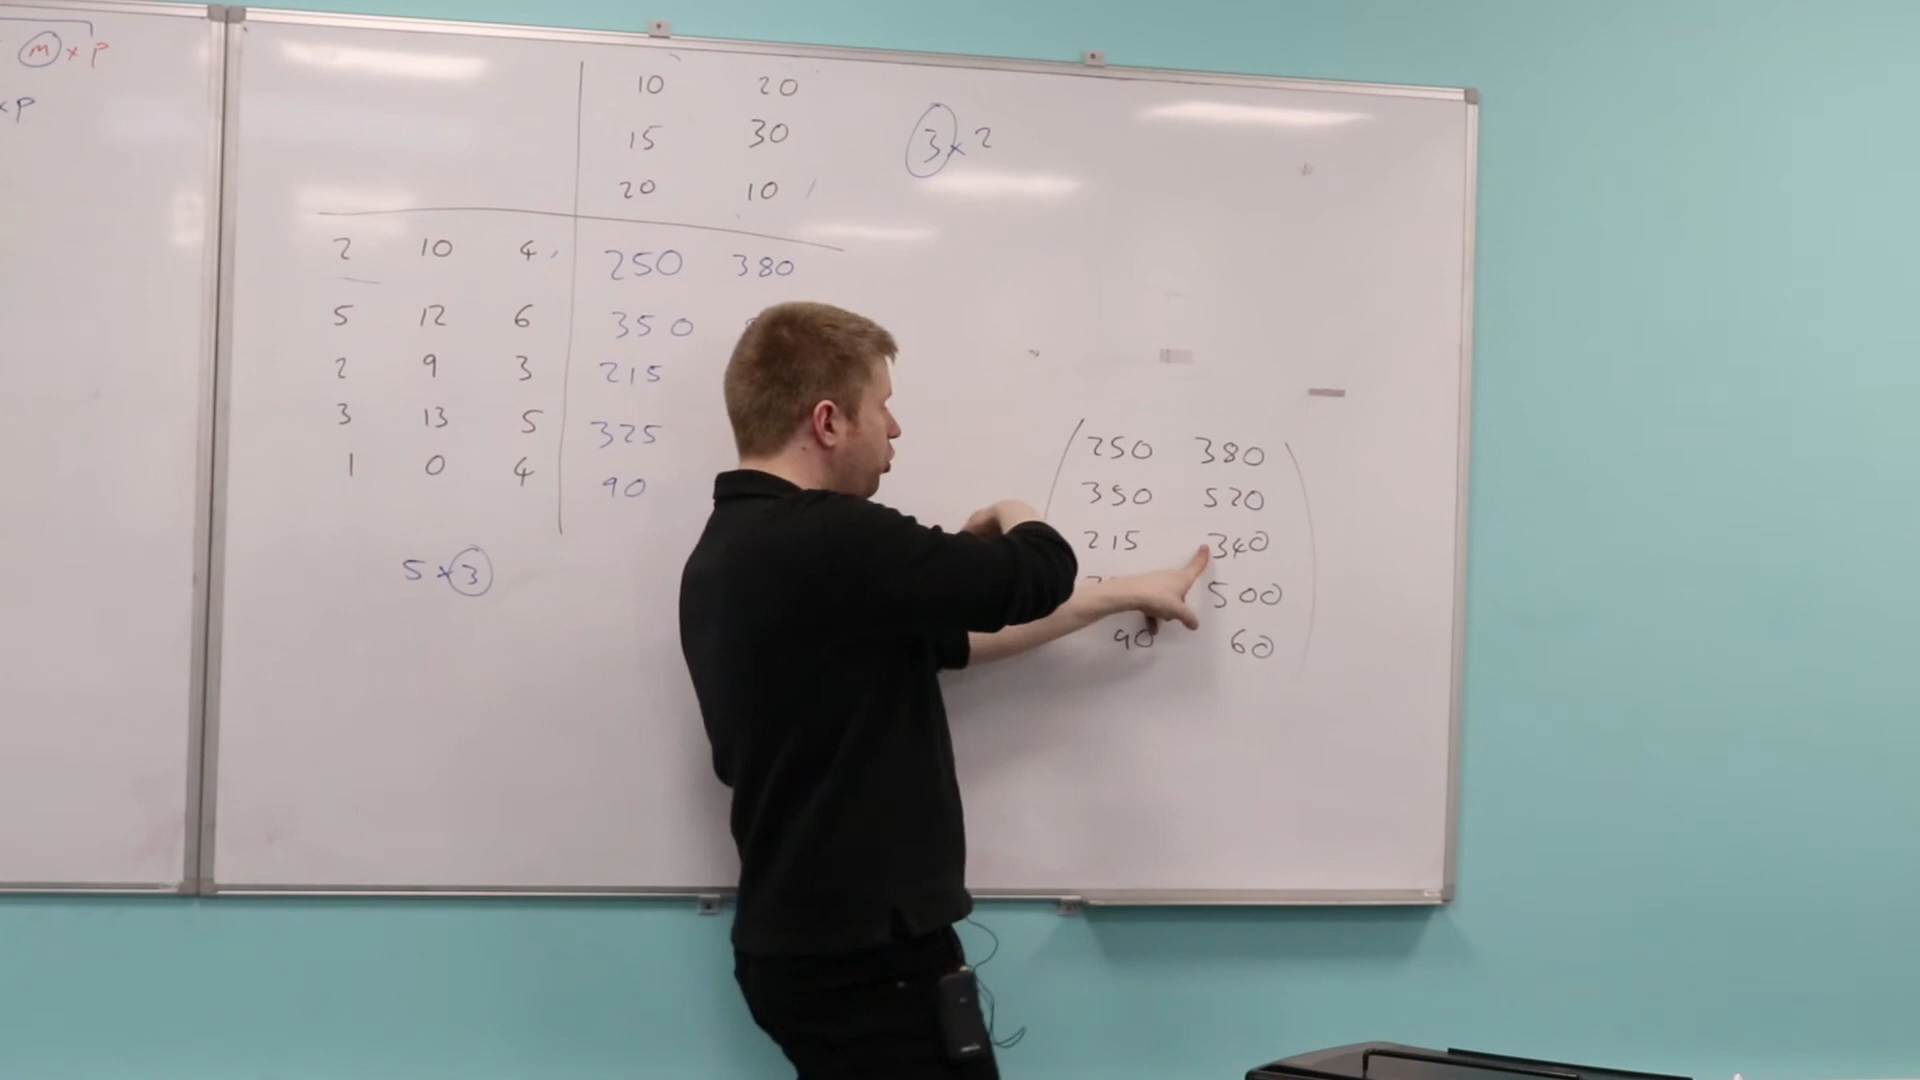 m × p
× p
10 20
15 30
20 10
3 × 2
2 10 4 250 380
5 12 6 350
2 9 3 215
3 13 5 325
1 0 4 90
5 × 3
250 380
350 520
215 340
500
90 60